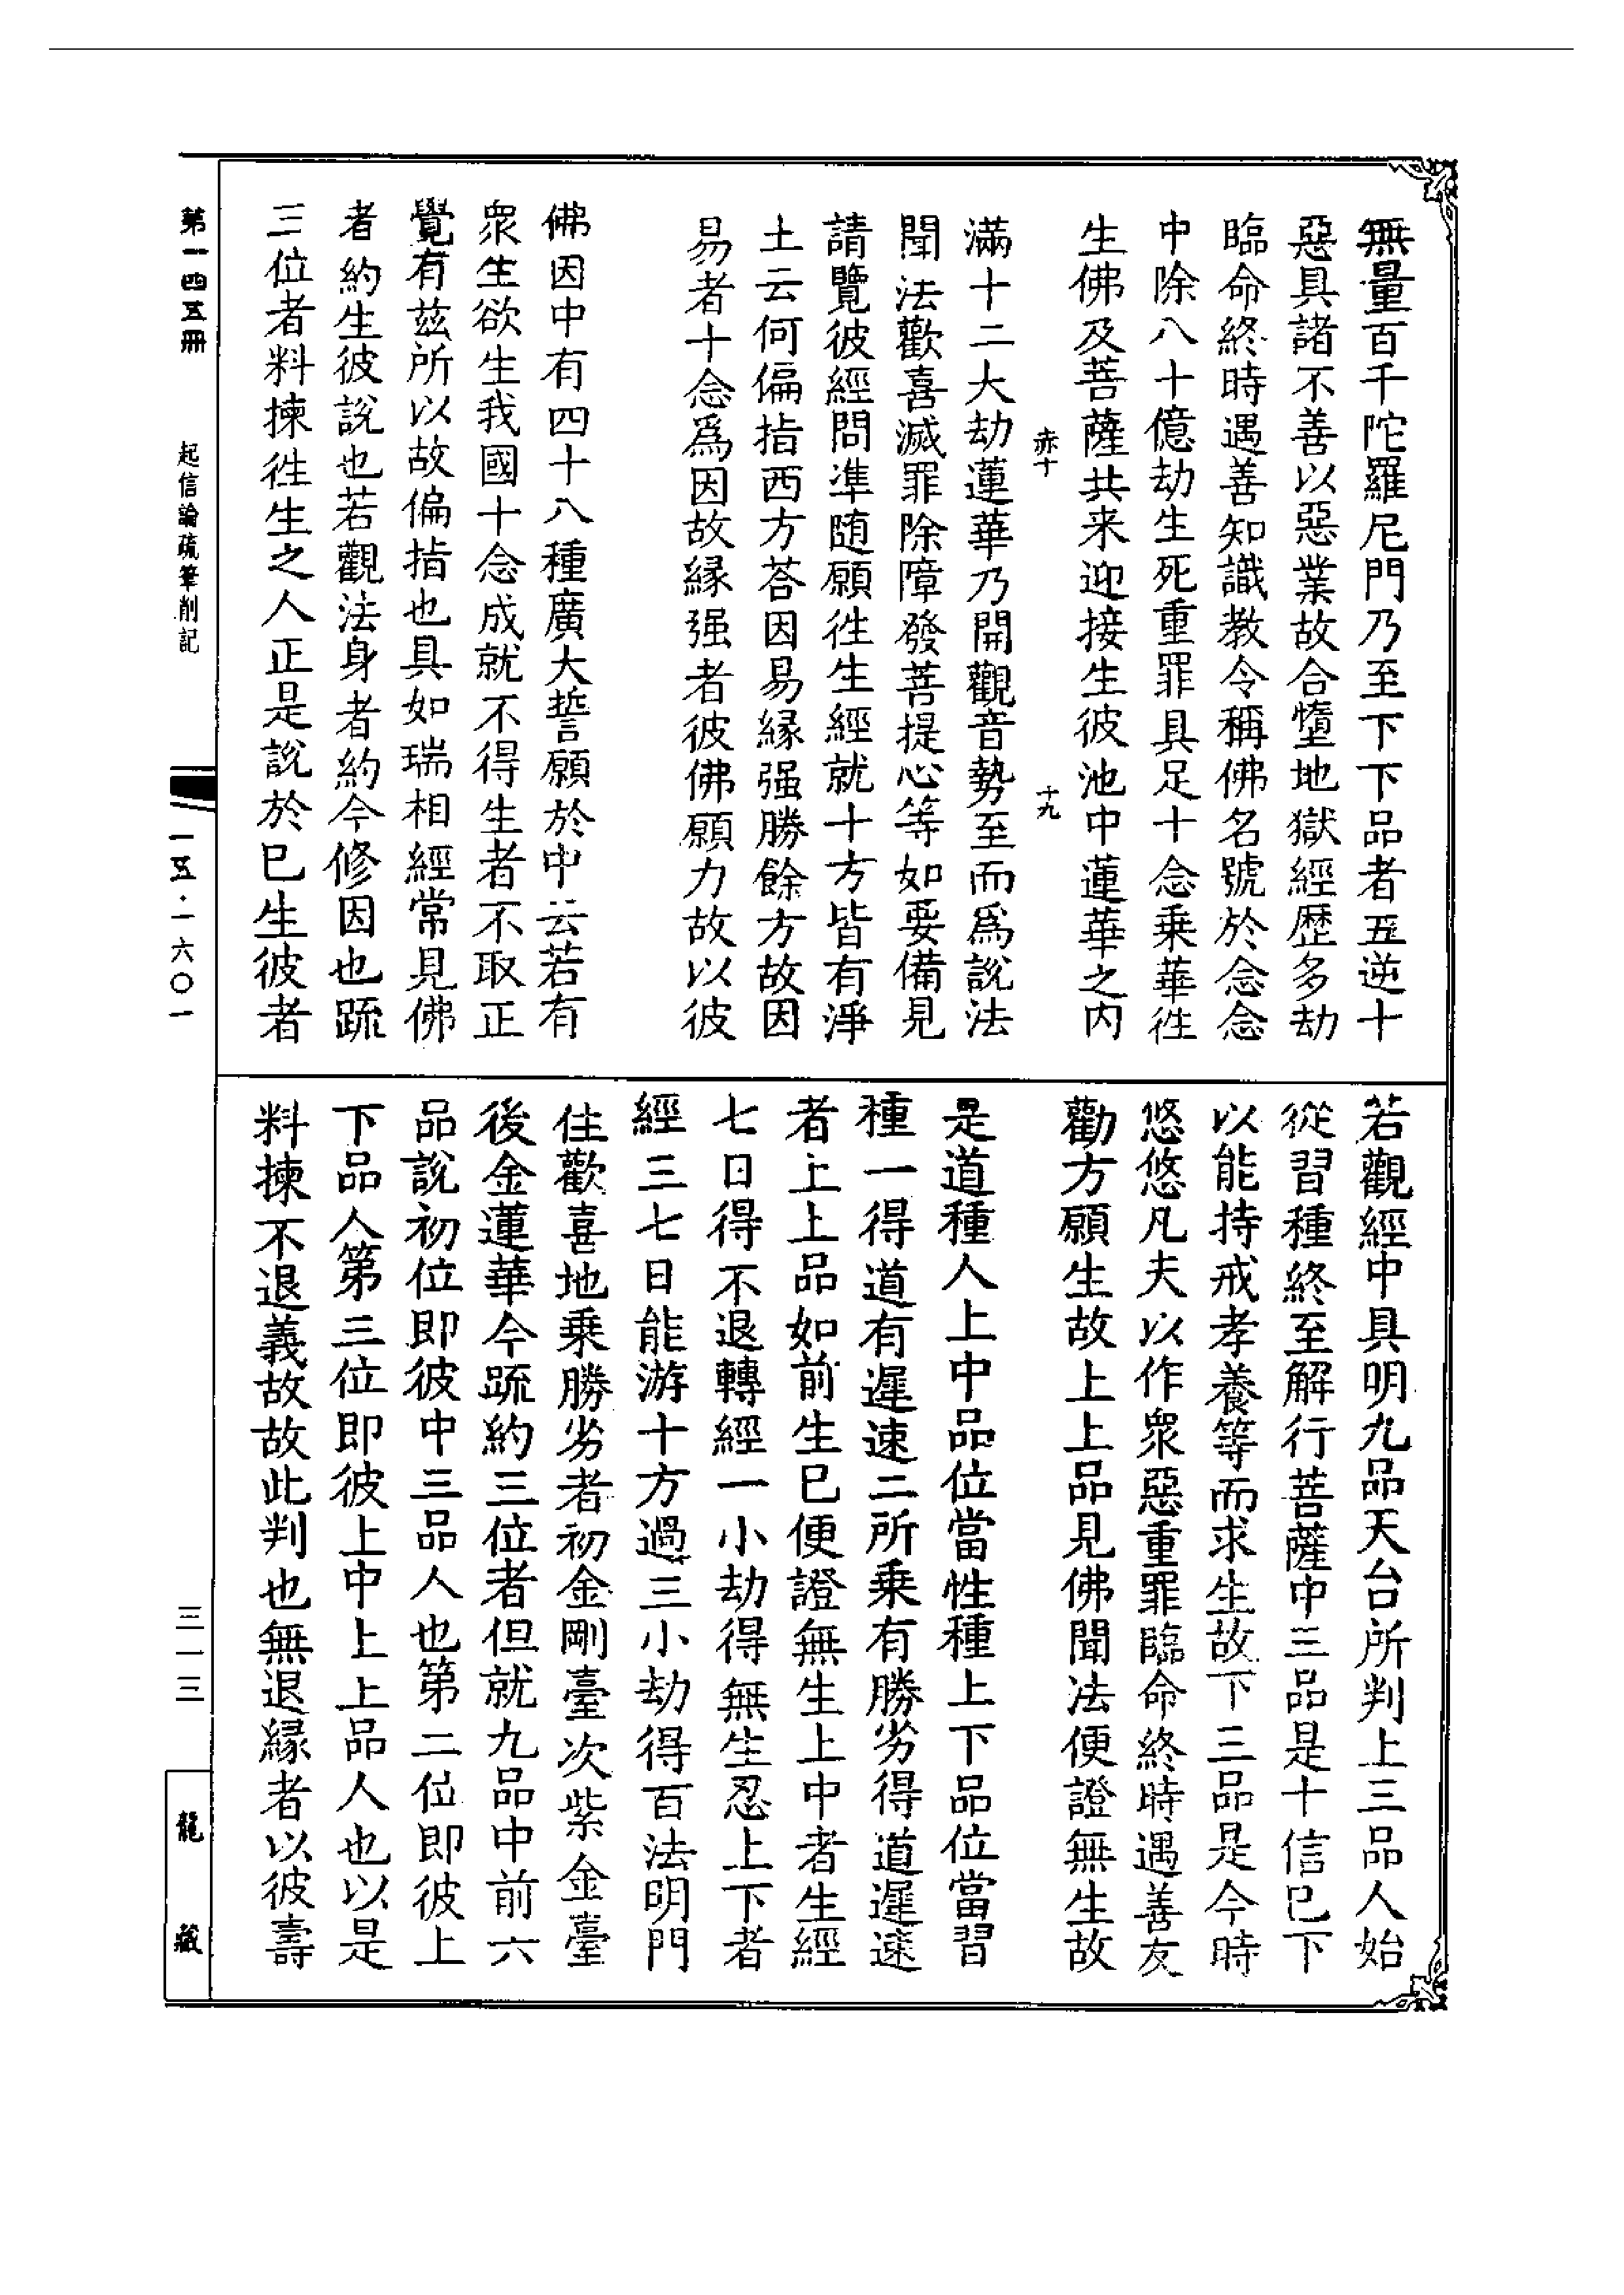 無量百千陀羅尼門乃至下下品者五逆十
惡具諸不善以惡業故合墮地獄經歷多劫
臨命終時遇善知識教令稱佛名號於念念
中除八十億劫生死重罪具足十念乗華徃
生佛及菩薩共来迎接生彼池中蓮華之内
赤十
十九
滿十二大劫蓮華乃開觀音勢至而爲說法
聞法歡喜滅罪除障發菩提心等如要備見
請覽彼經問準随願徃生經就十方皆有淨
土云何偏指西方荅因易縁强勝餘方故因
易者十念爲因故縁强者彼佛願力故以彼
佛因中有四十八種廣大誓願於中云若有
衆生欲生我國十念成就不得生者不取正
覺有兹所以故偏指也具如瑞相經常見佛
者約生彼說也若觀法身者約今修因也䟽
三位者料揀徃生之人正是說於已生彼者
若觀經中具明九品天台所判上三品人始
從習種終至解行菩薩中三品是十信已下
以能持戒孝養等而求生故下三品是今時
悠悠凡夫以作衆惡重罪臨命終時遇善友
勸方願生故上上品見佛聞法便證無生故
是道種人上中品位當性種上下品位當習
種一得道有遲速二所乗有勝劣得道遲速
者上上品如前生已便證無生上中者生經
七日得不退轉經一小劫得無生忍上下者
經三七日能游十方過三小劫得百法明門
住歡喜地乗勝劣者初金剛臺次紫金臺
後金蓮華今䟽約三位者但就九品中前六
品說初位即彼中三品人也第二位即彼上
下品人第三位即彼上中上上品人也以是
料揀不退義故故此判也無退縁者以彼壽
第一四五冊
起信論疏筆削記
一五·一六〇一
三一三
龍藏